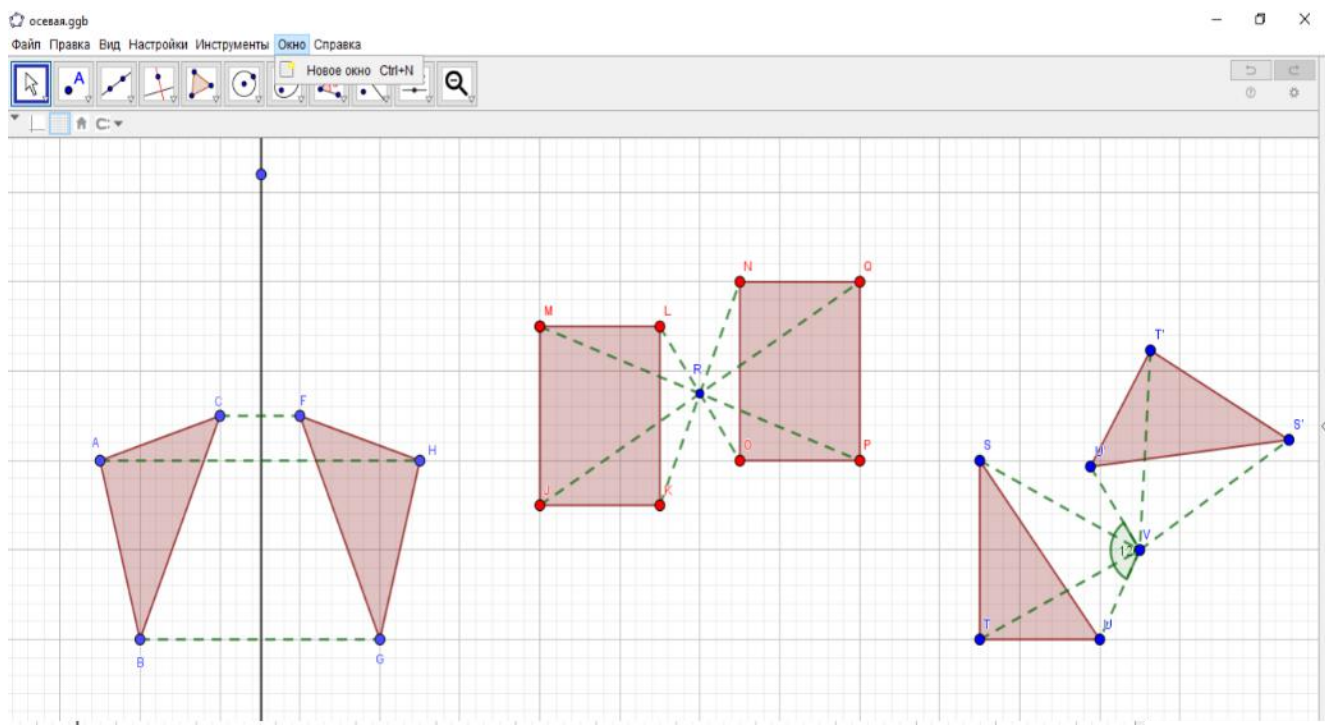 осевая.ggb
Файл Правка Вид Настройки Инструменты Окно Справка
Новое окно Ctrl+N
A
N Q
M L
R
T'
C F
A H
O P
S S'
U'
J K
V
T U
B G